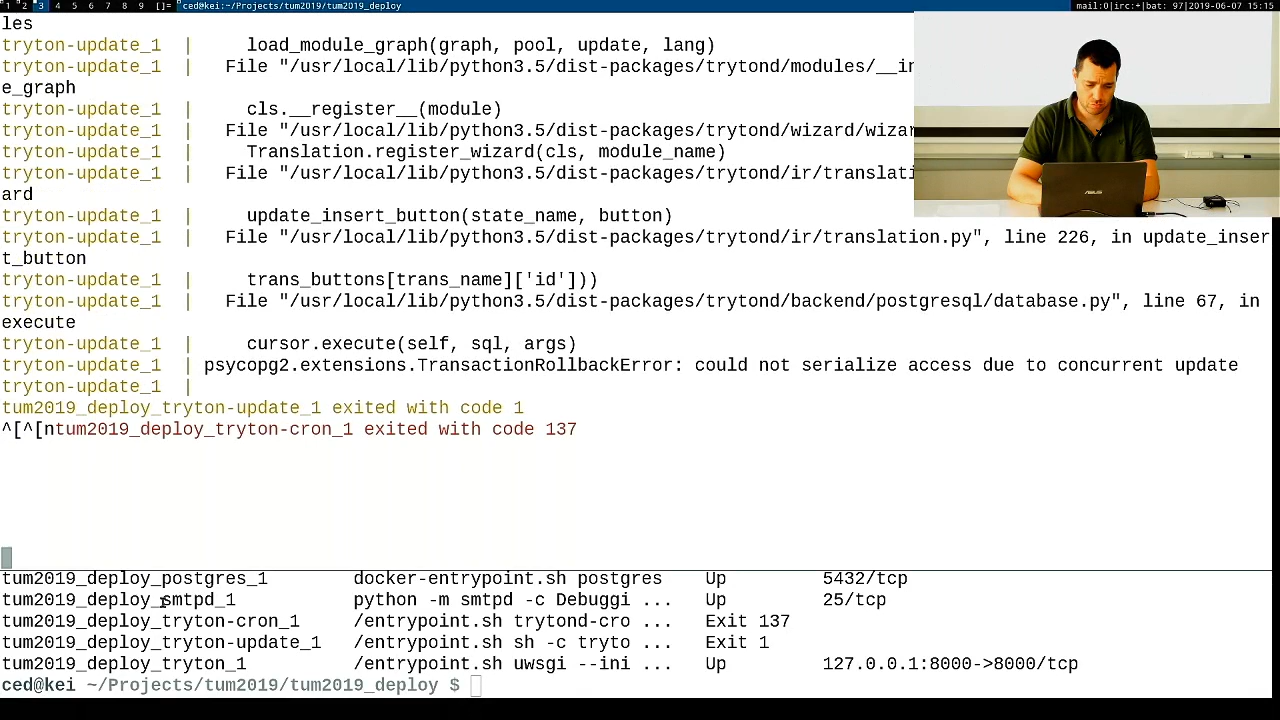 1 2 3 4 5 6 7 8 9 []= ced@kei:~/Projects/tum2019/tum2019_deploy mail:0|irc:+|bat: 97|2019-06-07 15:15
les
tryton-update_1 | load_module_graph(graph, pool, update, lang)
tryton-update_1 | File "/usr/local/lib/python3.5/dist-packages/trytond/modules/__in
e_graph
tryton-update_1 | cls.__register__(module)
tryton-update_1 | File "/usr/local/lib/python3.5/dist-packages/trytond/wizard/wizar
tryton-update_1 | Translation.register_wizard(cls, module_name)
tryton-update_1 | File "/usr/local/lib/python3.5/dist-packages/trytond/ir/translati
ard
tryton-update_1 | update_insert_button(state_name, button)
tryton-update_1 | File "/usr/local/lib/python3.5/dist-packages/trytond/ir/translation.py", line 226, in update_inser
t_button
tryton-update_1 | trans_buttons[trans_name]['id']))
tryton-update_1 | File "/usr/local/lib/python3.5/dist-packages/trytond/backend/postgresql/database.py", line 67, in
execute
tryton-update_1 | cursor.execute(self, sql, args)
tryton-update_1 | psycopg2.extensions.TransactionRollbackError: could not serialize access due to concurrent update
tryton-update_1 |
tum2019_deploy_tryton-update_1 exited with code 1
^[^[ntum2019_deploy_tryton-cron_1 exited with code 137
tum2019_deploy_postgres_1 docker-entrypoint.sh postgres Up 5432/tcp
tum2019_deploy_smtpd_1 python -m smtpd -c Debuggi ... Up 25/tcp
tum2019_deploy_tryton-cron_1 /entrypoint.sh trytond-cro ... Exit 137
tum2019_deploy_tryton-update_1 /entrypoint.sh sh -c tryto ... Exit 1
tum2019_deploy_tryton_1 /entrypoint.sh uwsgi --ini ... Up 127.0.0.1:8000->8000/tcp
ced@kei ~/Projects/tum2019/tum2019_deploy $
ASUS